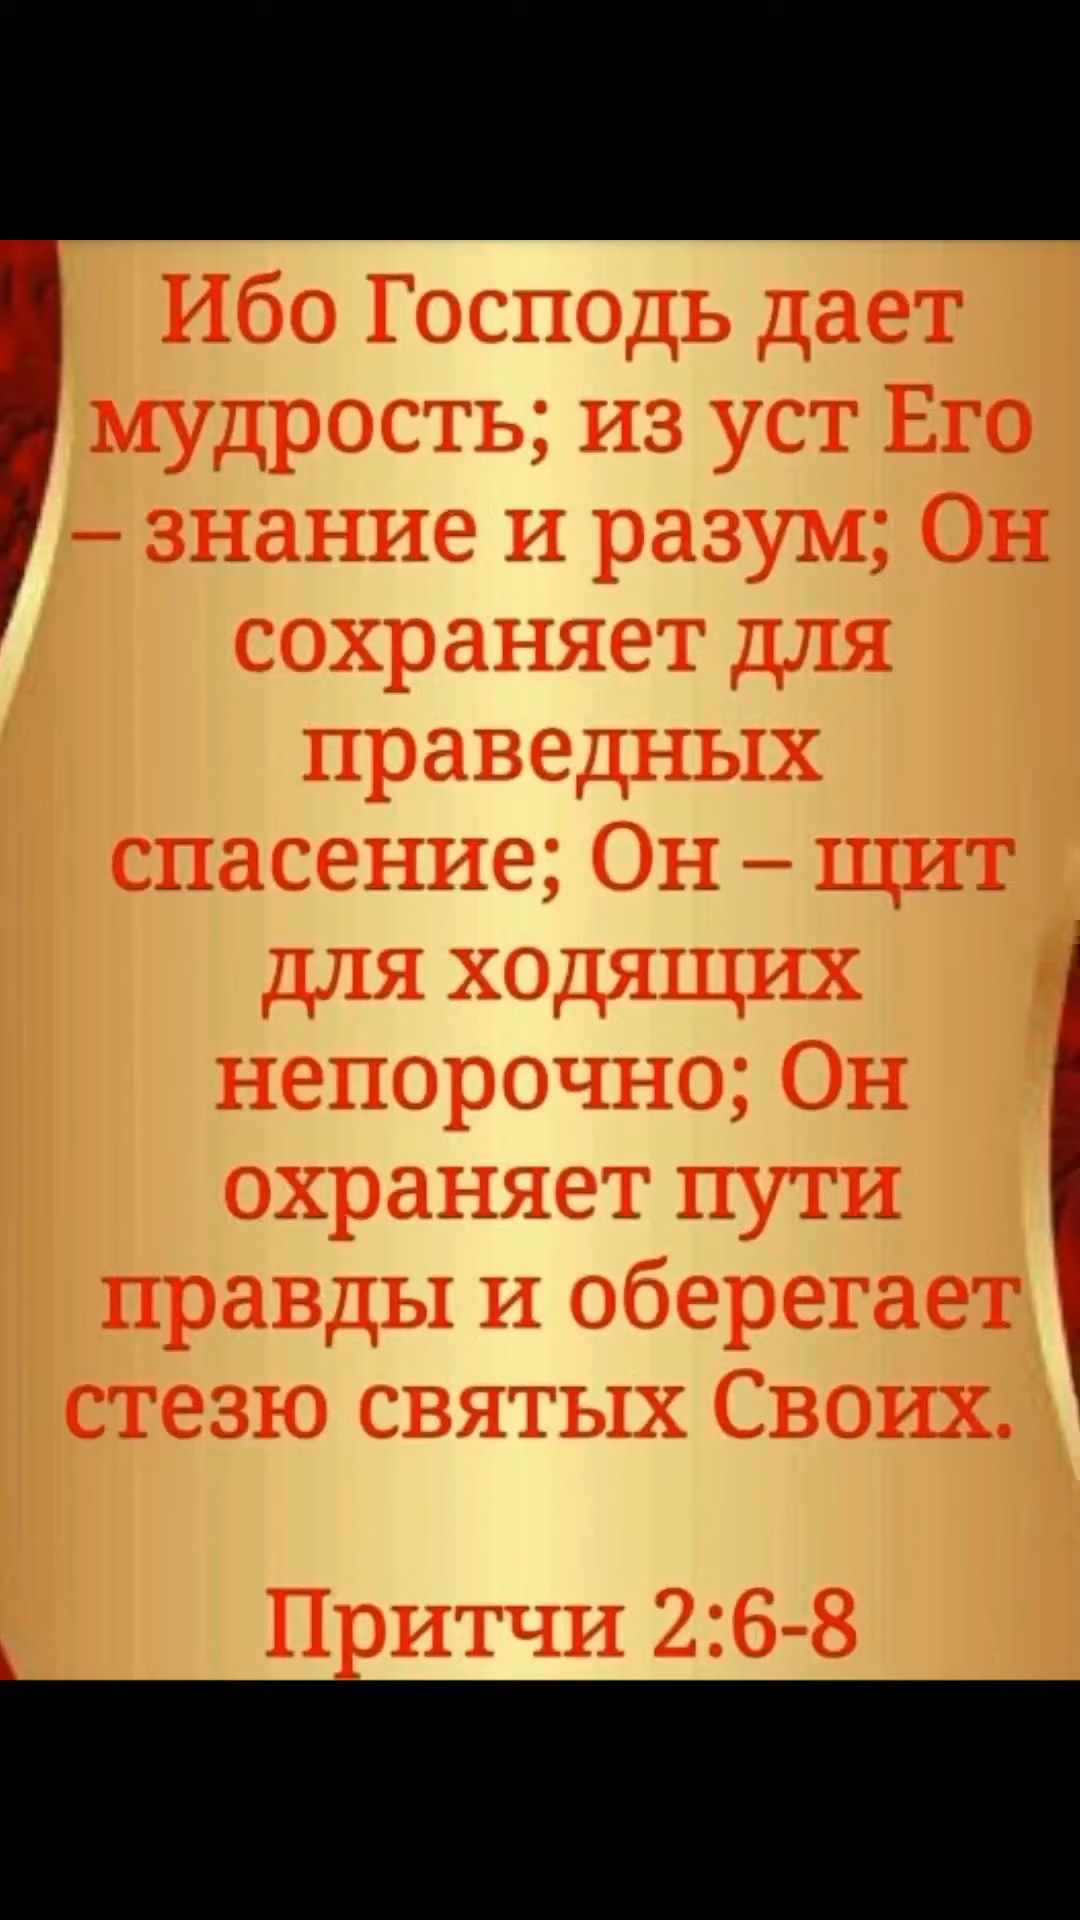 Ибо Господь дает
мудрость; из уст Его
– знание и разум; Он
сохраняет для
праведных
спасение; Он – щит
для ходящих
непорочно; Он
охраняет пути
правды и оберегает
стезю святых Своих.
Притчи 2:6-8